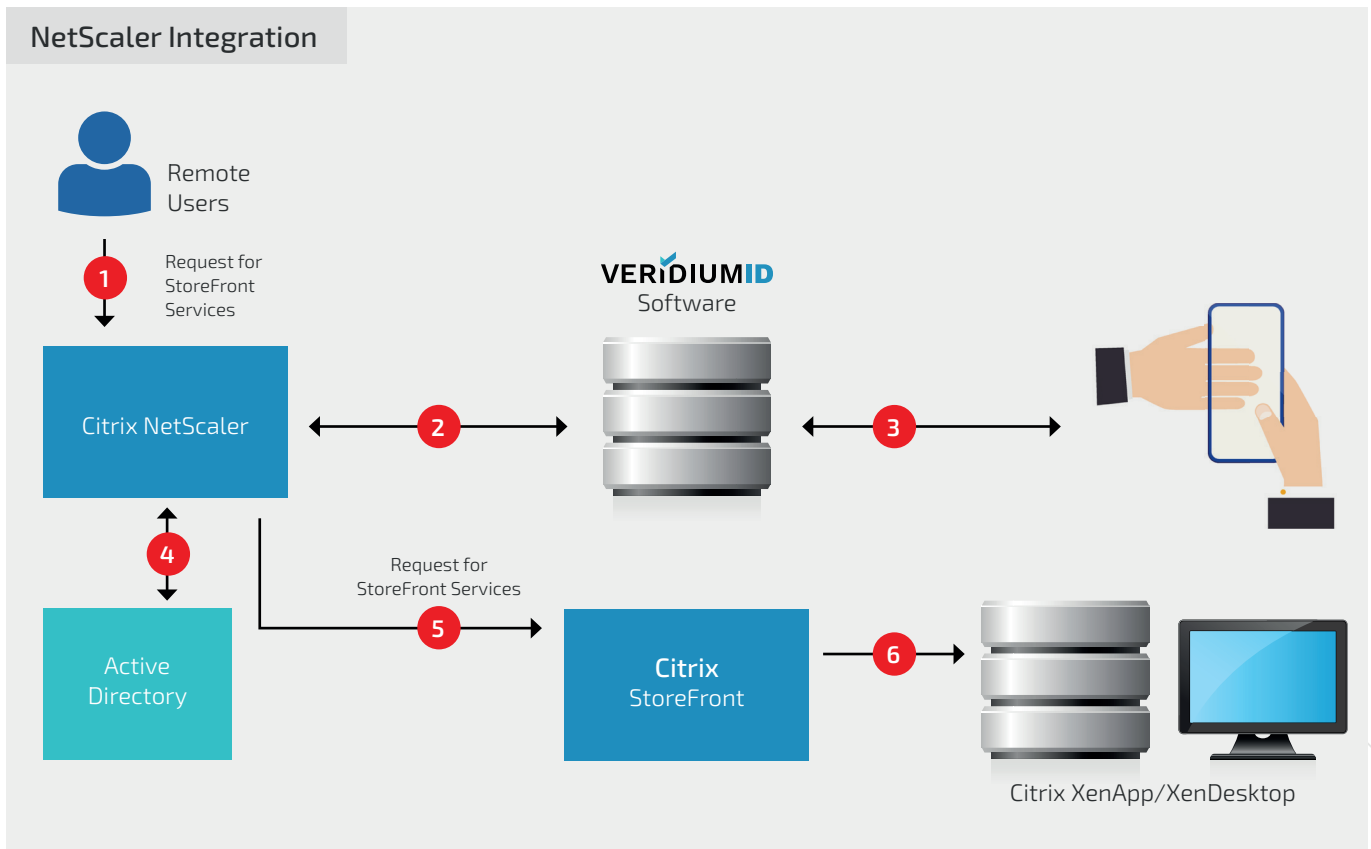 NetScaler Integration
Remote
Users
1
Request for
StoreFront
Services
VERIDIUMID
Software
Citrix NetScaler
2
3
4
Request for
StoreFront Services
5
Active
Directory
Citrix
StoreFront
6
Citrix XenApp/XenDesktop